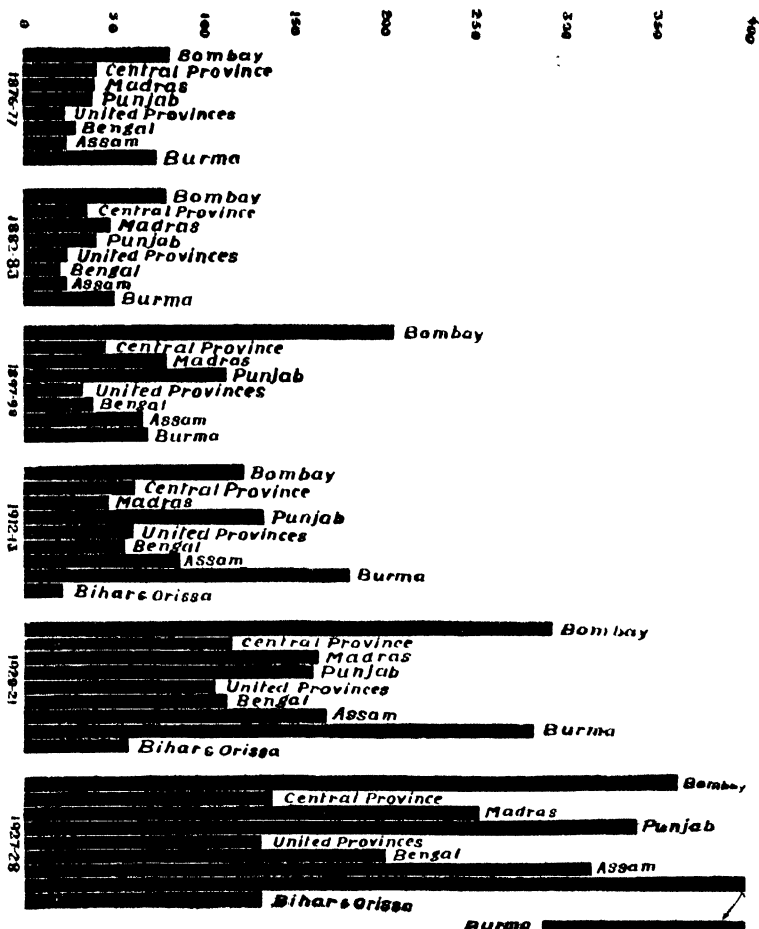 0 50 100 150 200 250 300 350 400
1876-77
Bombay
Central Province
Madras
Punjab
United Provinces
Bengal
Assam
Burma
1882-83
Bombay
Central Province
Madras
Punjab
United Provinces
Bengal
Assam
Burma
Bombay
Central Province
Madras
Punjab
United Provinces
Bengal
Assam
Burma
1912-13
Bombay
Central Province
Madras
Punjab
United Provinces
Bengal
Assam
Burma
Bihar & Orissa
1920-21
Bombay
Central Province
Madras
Punjab
United Provinces
Bengal
Assam
Burma
Bihar & Orissa
1927-28
Bombay
Central Province
Madras
Punjab
United Provinces
Bengal
Assam
Bihar & Orissa
Burma